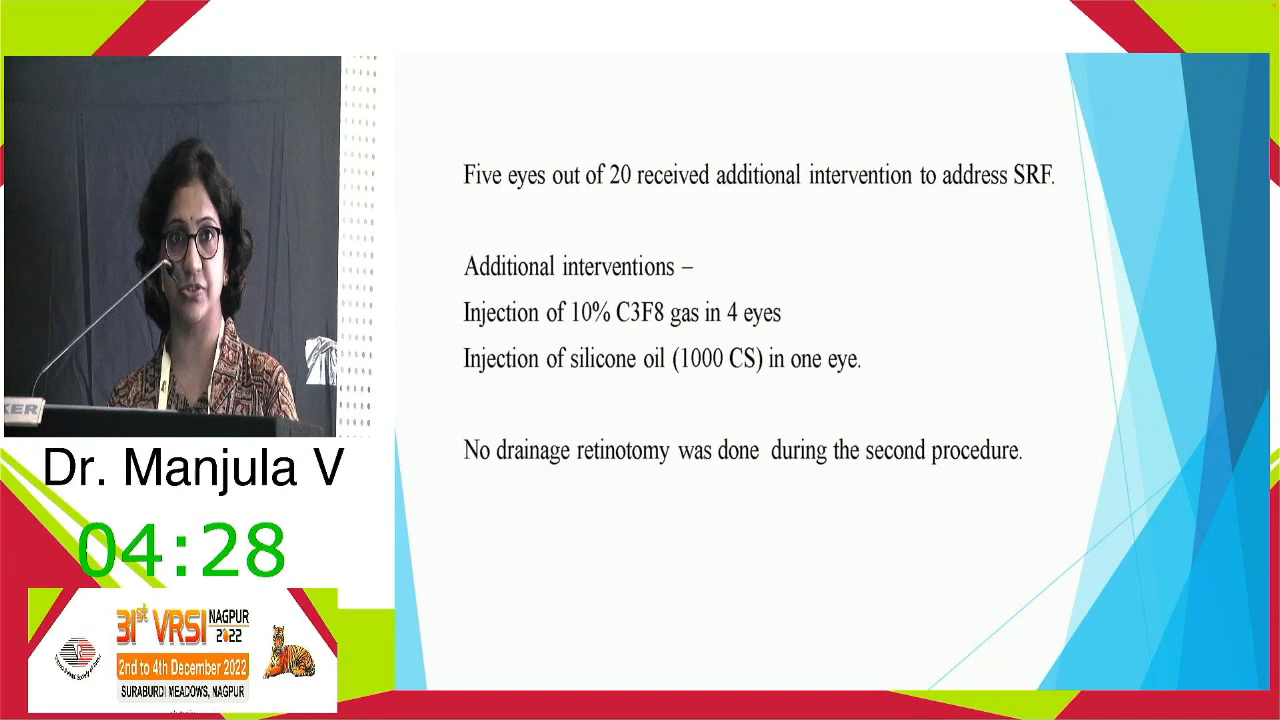 Five eyes out of 20 received additional intervention to address SRF.
Additional interventions –
Injection of 10% C3F8 gas in 4 eyes
Injection of silicone oil (1000 CS) in one eye.
No drainage retinotomy was done during the second procedure.
KER
Dr. Manjula V
04:28
31st VRSI NAGPUR
2022
2nd to 4th December 2022
SURABURDI MEADOWS, NAGPUR